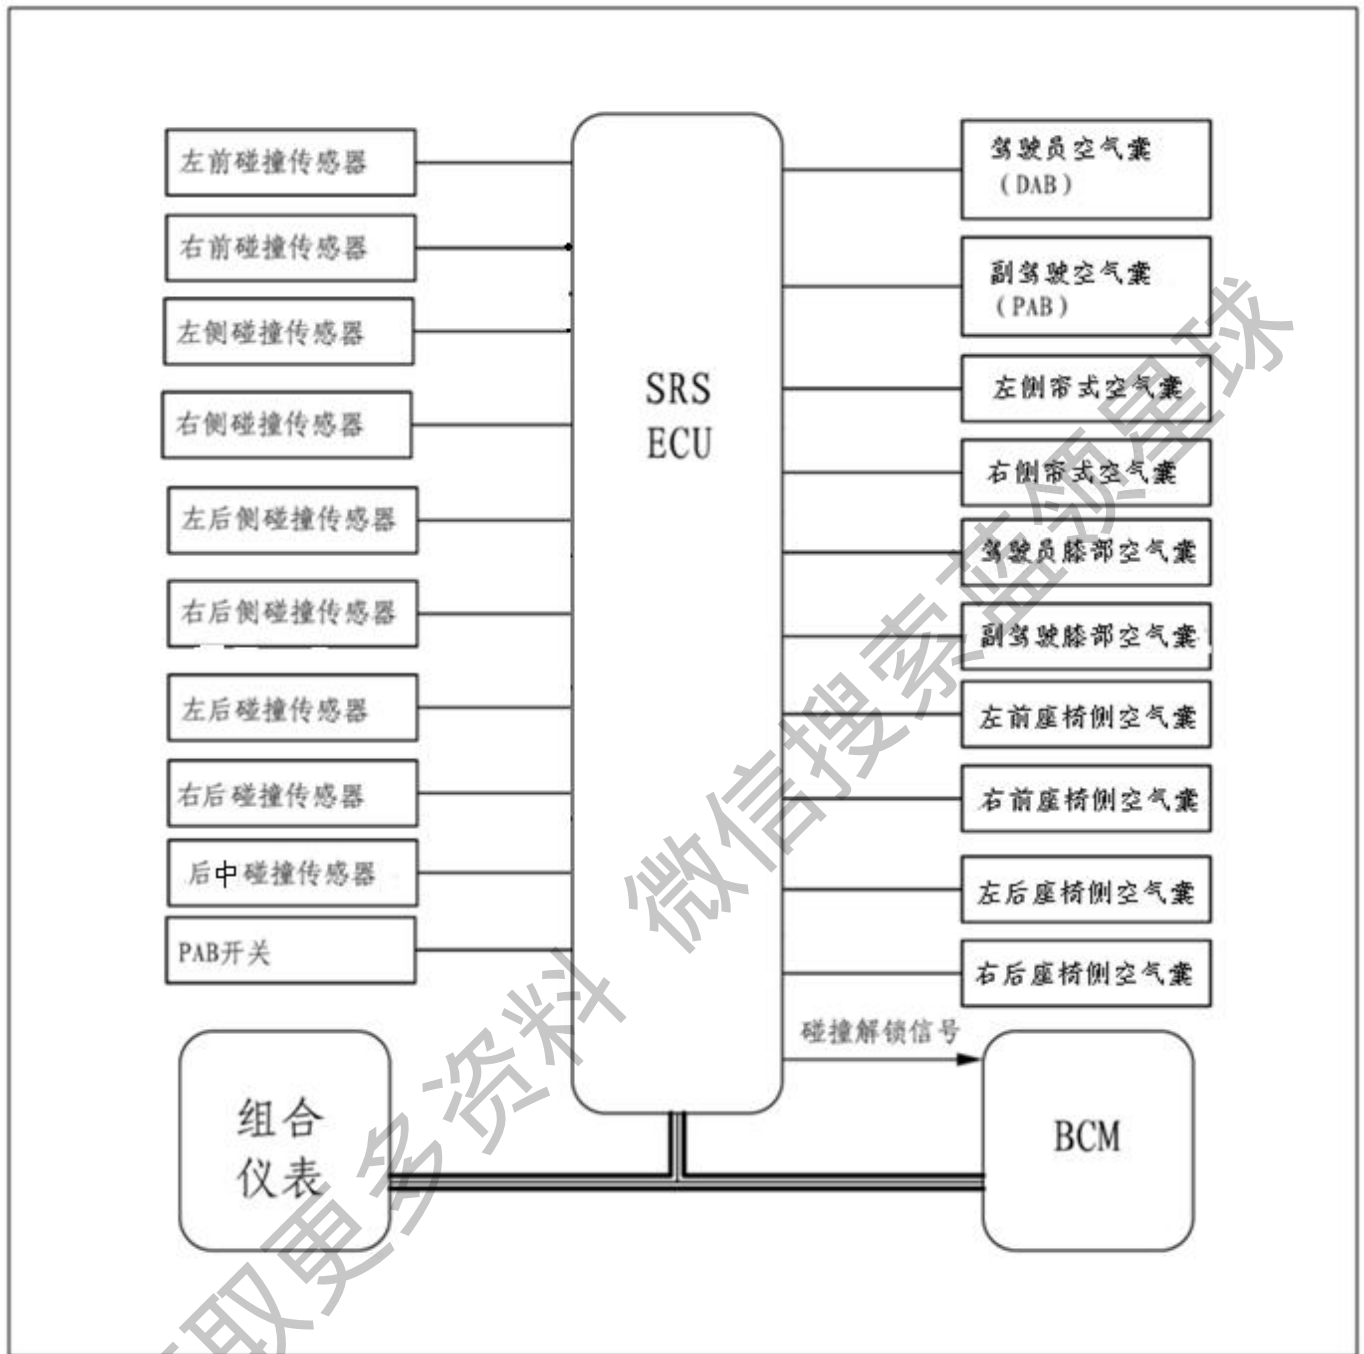 左前碰撞传感器
右前碰撞传感器
左侧碰撞传感器
右侧碰撞传感器
左后侧碰撞传感器
右后侧碰撞传感器
左后碰撞传感器
右后碰撞传感器
后中碰撞传感器
PAB开关
SRS
ECU
驾驶员空气囊
(DAB)
副驾驶空气囊
(PAB)
左侧帘式空气囊
右侧帘式空气囊
驾驶员膝部空气囊
副驾驶膝部空气囊
左前座椅侧空气囊
右前座椅侧空气囊
左后座椅侧空气囊
右后座椅侧空气囊
碰撞解锁信号
组合
仪表
BCM
取更多资料 微信搜索蓝领星球